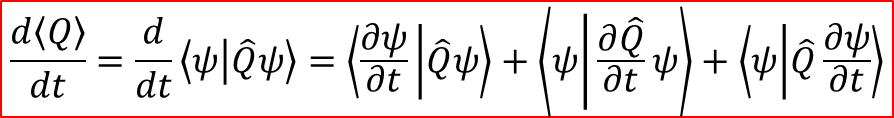 d⟨Q⟩/dt = d/dt ⟨ψ|Q̂ψ⟩ = ⟨∂ψ/∂t|Q̂ψ⟩ + ⟨ψ|∂Q̂/∂t ψ⟩ + ⟨ψ|Q̂ ∂ψ/∂t⟩